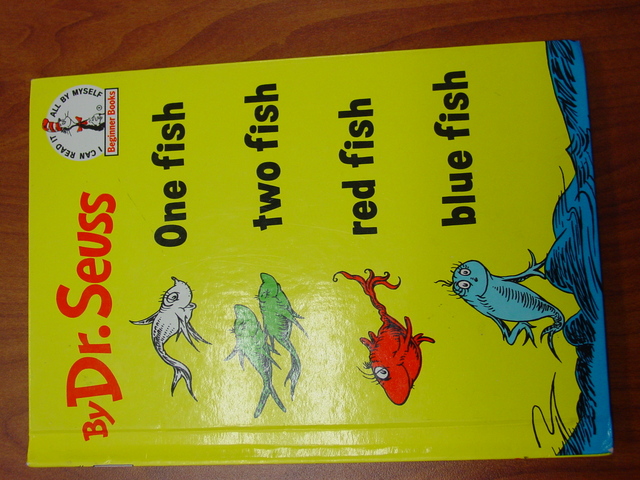 I CAN READ IT ALL BY MYSELF
®
Beginner Books
By Dr. Seuss
One fish
two fish
red fish
blue fish